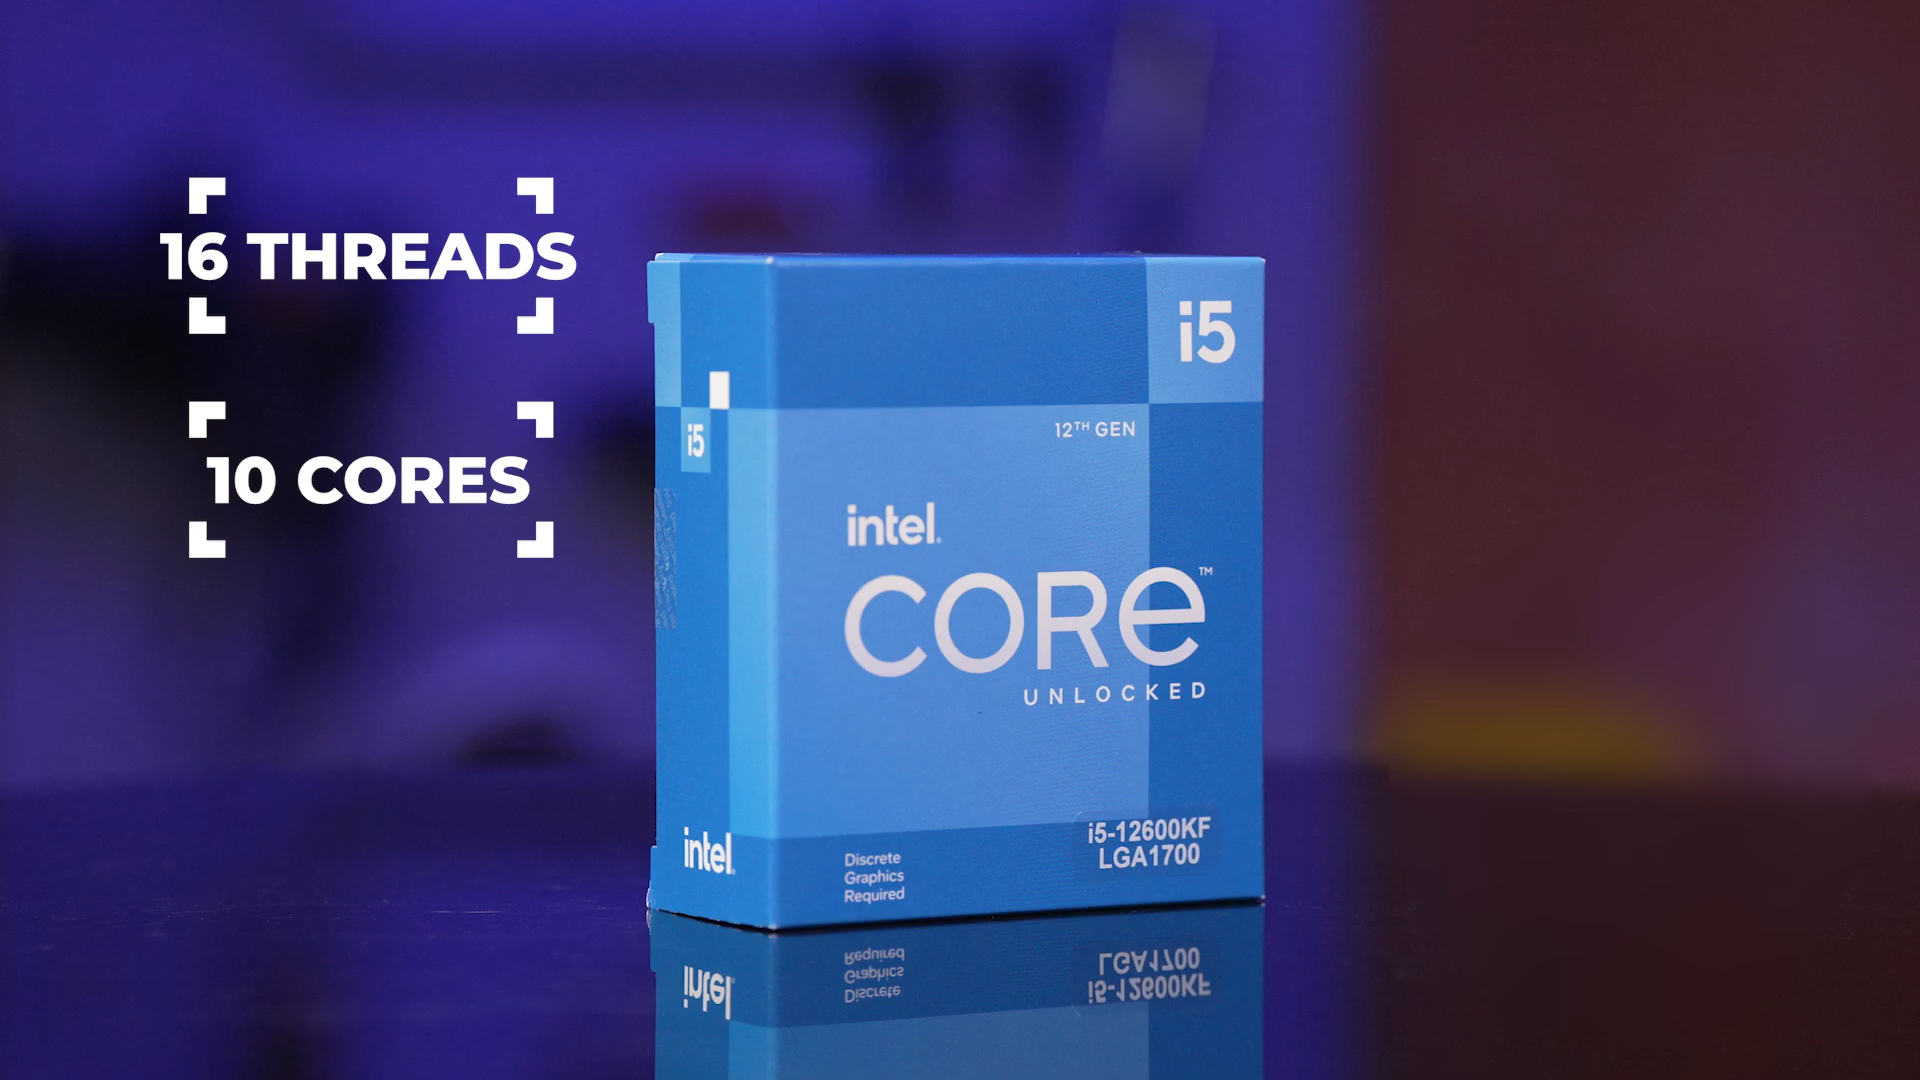 16 THREADS
10 CORES
i5
i5
12TH GEN
intel.
CORE™
UNLOCKED
i5-12600KF
LGA1700
Discrete
Graphics
Required
intel.